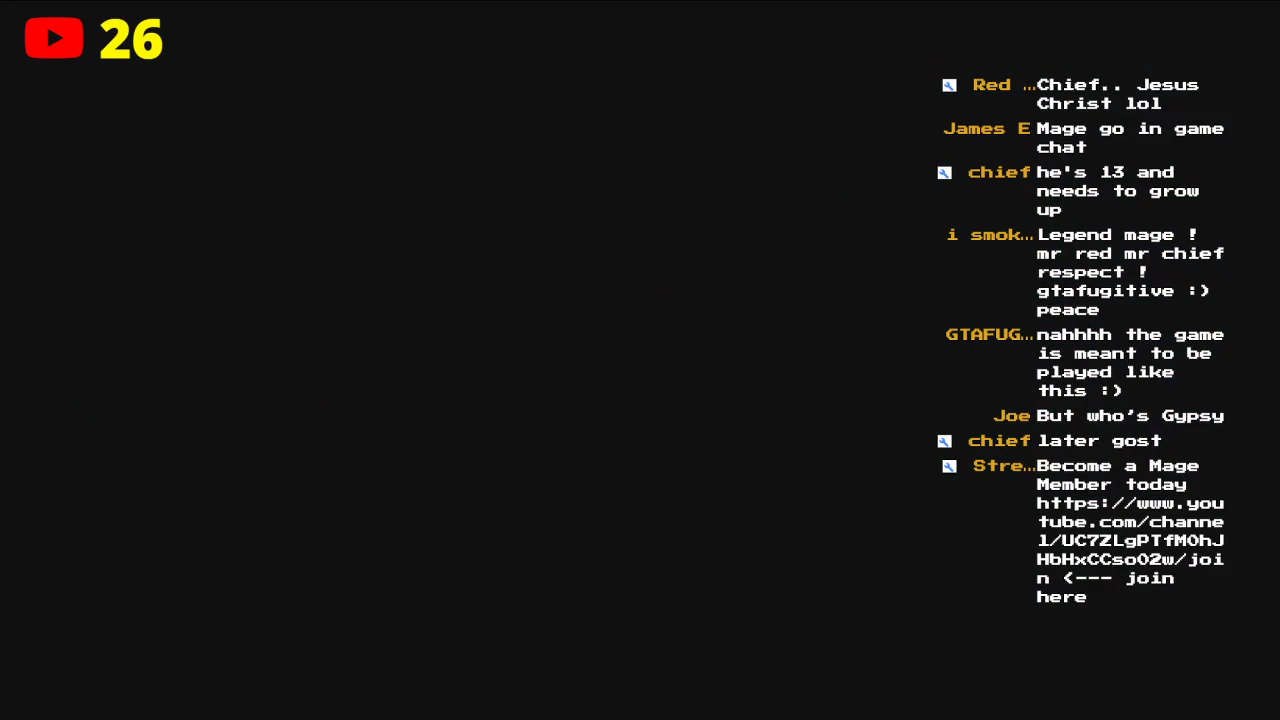 26
Red ...Chief.. Jesus
Christ lol
James E Mage go in game
chat
chief he's 13 and
needs to grow
up
i smok...Legend mage !
mr red mr chief
respect !
gtafugitive :)
peace
GTAFUG...nahhhh the game
is meant to be
played like
this :)
Joe But who's Gypsy
chief later gost
Stre...Become a Mage
Member today
https://www.you
tube.com/channe
l/UC7ZLgPTfM0hJ
HbHxCCso02w/joi
n <--- join
here